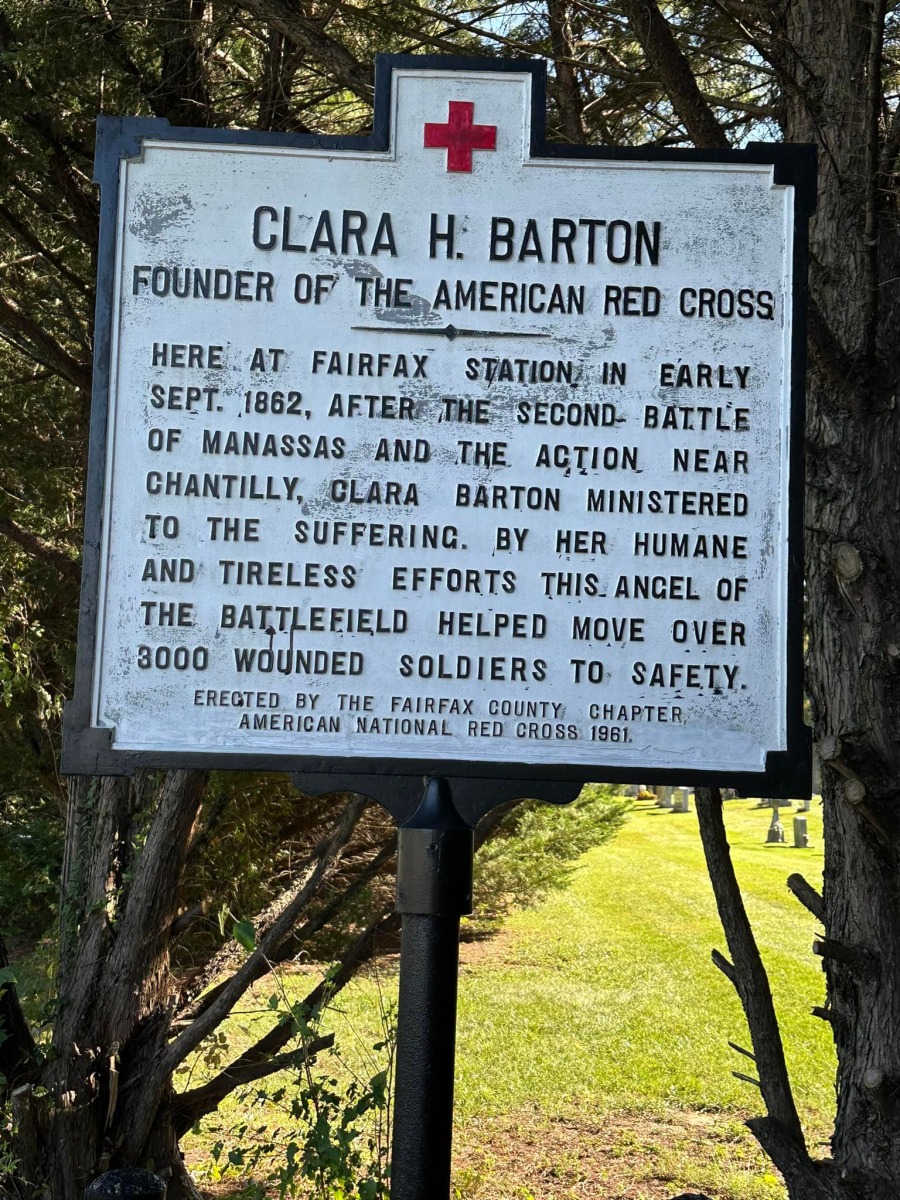 CLARA H. BARTON
FOUNDER OF THE AMERICAN RED CROSS
HERE AT FAIRFAX STATION, IN EARLY
SEPT. 1862, AFTER THE SECOND BATTLE
OF MANASSAS AND THE ACTION NEAR
CHANTILLY, CLARA BARTON MINISTERED
TO THE SUFFERING. BY HER HUMANE
AND TIRELESS EFFORTS THIS ANGEL OF
THE BATTLEFIELD HELPED MOVE OVER
3000 WOUNDED SOLDIERS TO SAFETY.
ERECTED BY THE FAIRFAX COUNTY CHAPTER,
AMERICAN NATIONAL RED CROSS 1961.